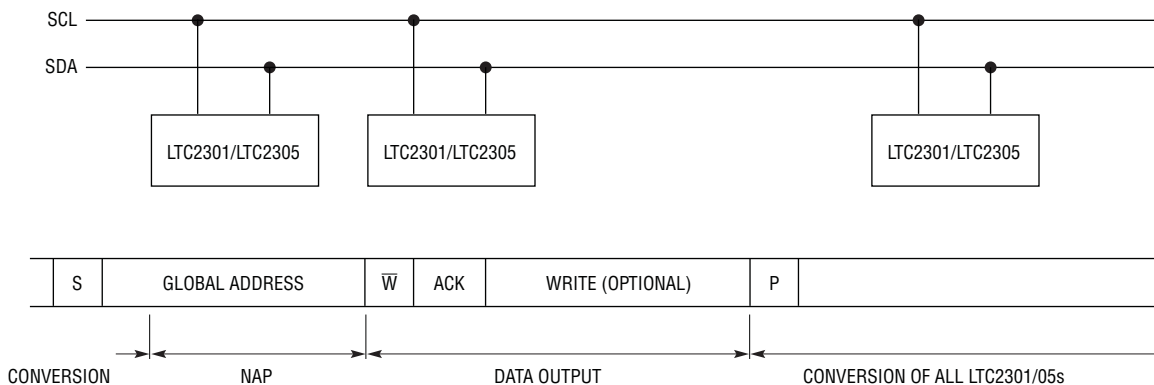 SCL
SDA
LTC2301/LTC2305 LTC2301/LTC2305 LTC2301/LTC2305
S GLOBAL ADDRESS W̅ ACK WRITE (OPTIONAL) P
CONVERSION NAP DATA OUTPUT CONVERSION OF ALL LTC2301/05s